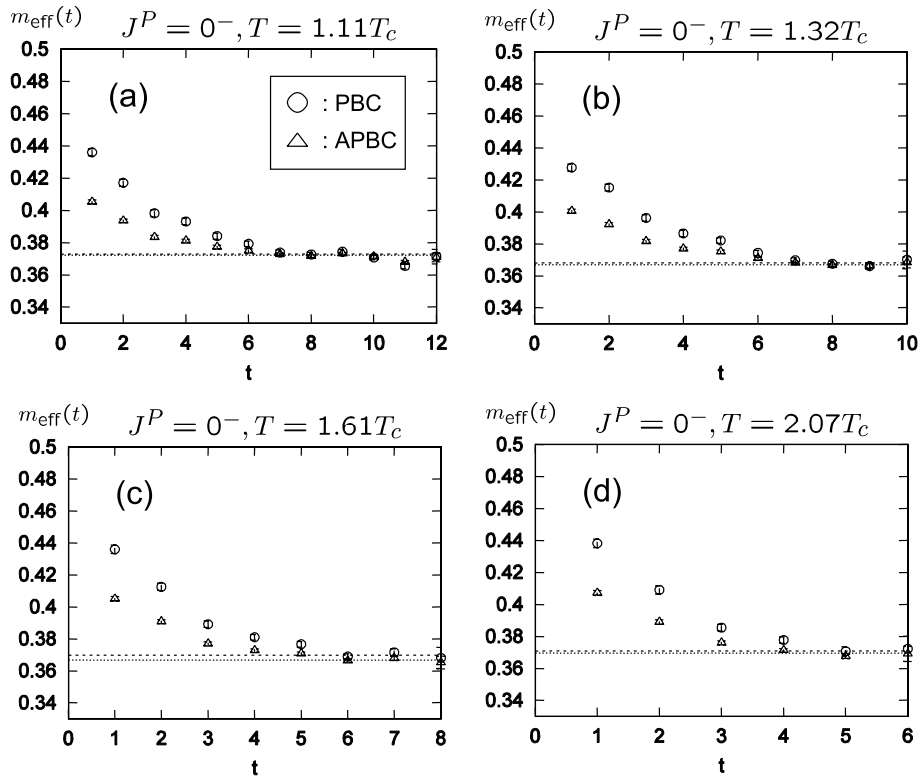 m_eff(t)
J^P = 0^-, T = 1.11T_c
0.5
0.48
0.46
0.44
0.42
0.4
0.38
0.36
0.34
(a)
○ : PBC
△ : APBC
0 2 4 6 8 10 12
t
m_eff(t)
J^P = 0^-, T = 1.32T_c
0.5
0.48
0.46
0.44
0.42
0.4
0.38
0.36
0.34
(b)
0 2 4 6 8 10
t
m_eff(t)
J^P = 0^-, T = 1.61T_c
0.5
0.48
0.46
0.44
0.42
0.4
0.38
0.36
0.34
(c)
0 1 2 3 4 5 6 7 8
t
m_eff(t)
J^P = 0^-, T = 2.07T_c
0.5
0.48
0.46
0.44
0.42
0.4
0.38
0.36
0.34
(d)
0 1 2 3 4 5 6
t